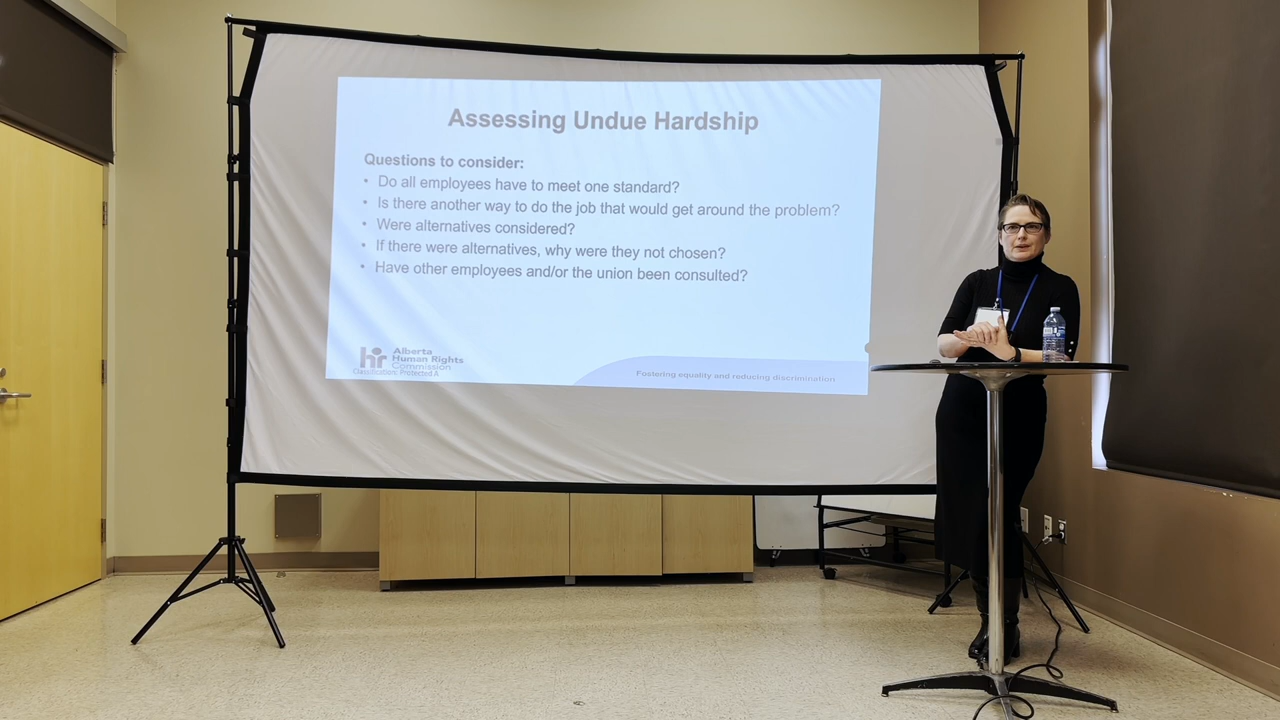 Assessing Undue Hardship
Questions to consider:
• Do all employees have to meet one standard?
• Is there another way to do the job that would get around the problem?
• Were alternatives considered?
• If there were alternatives, why were they not chosen?
• Have other employees and/or the union been consulted?
hr
Alberta
Human Rights
Commission
Classification: Protected A
Fostering equality and reducing discrimination